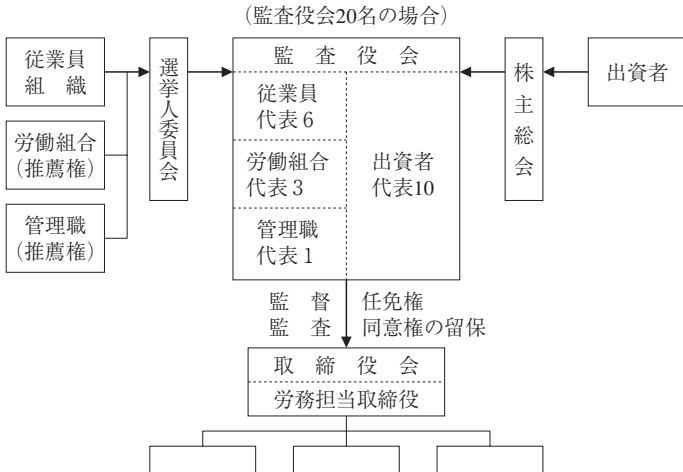 (監査役会20名の場合)
従業員
組　織
労働組合
(推薦権)
管理職
(推薦権)
選挙人委員会
監　査　役　会
従業員
代表 6
労働組合
代表 3
管理職
代表 1
出資者
代表10
株主総会
出資者
監　督　任免権
監　査　同意権の留保
取　締　役　会
労務担当取締役